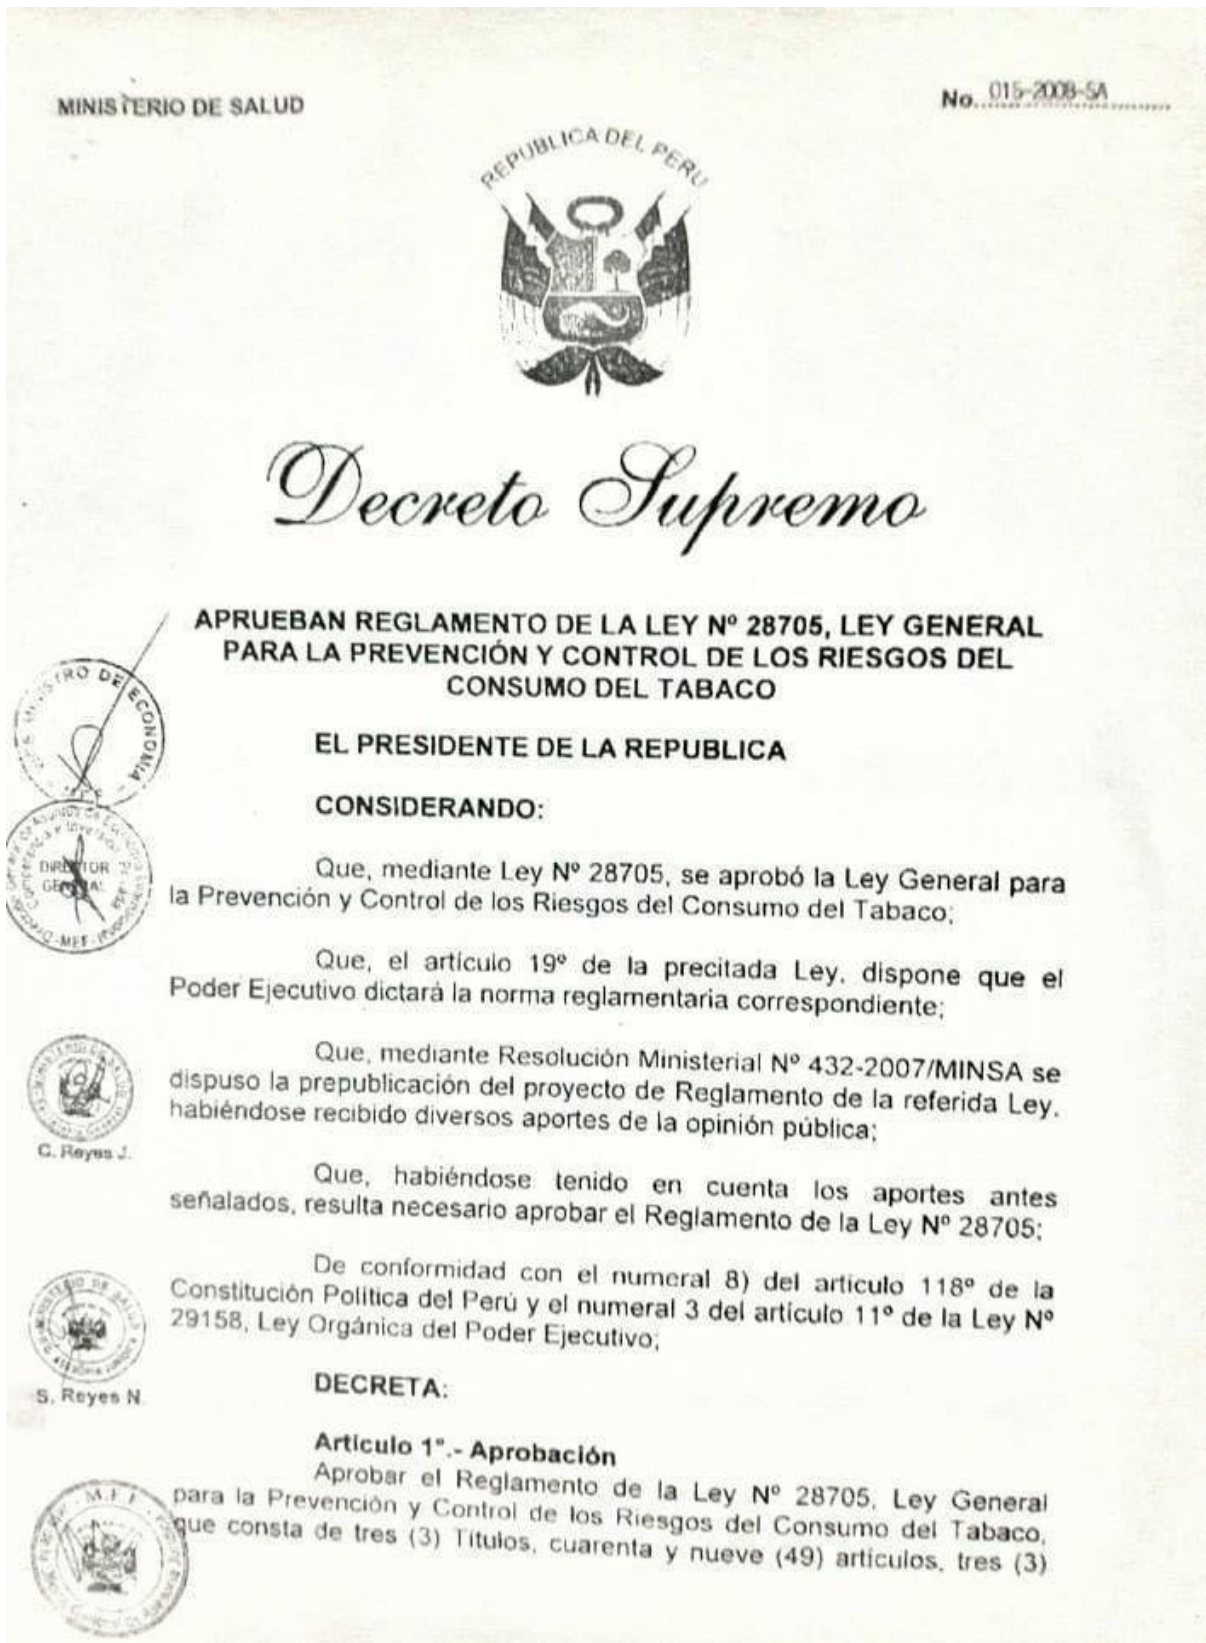 MINISTERIO DE SALUD
No. 015-2008-SA
REPUBLICA DEL PERU
Decreto Supremo
APRUEBAN REGLAMENTO DE LA LEY Nº 28705, LEY GENERAL
PARA LA PREVENCIÓN Y CONTROL DE LOS RIESGOS DEL
CONSUMO DEL TABACO
EL PRESIDENTE DE LA REPUBLICA
CONSIDERANDO:
Que, mediante Ley Nº 28705, se aprobó la Ley General para
la Prevención y Control de los Riesgos del Consumo del Tabaco;
Que, el artículo 19º de la precitada Ley, dispone que el
Poder Ejecutivo dictará la norma reglamentaria correspondiente;
Que, mediante Resolución Ministerial Nº 432-2007/MINSA se
dispuso la prepublicación del proyecto de Reglamento de la referida Ley,
habiéndose recibido diversos aportes de la opinión pública;
Que, habiéndose tenido en cuenta los aportes antes
señalados, resulta necesario aprobar el Reglamento de la Ley Nº 28705;
De conformidad con el numeral 8) del artículo 118º de la
Constitución Política del Perú y el numeral 3 del artículo 11º de la Ley Nº
29158, Ley Orgánica del Poder Ejecutivo;
DECRETA:
Artículo 1°.- Aprobación
Aprobar el Reglamento de la Ley Nº 28705, Ley General
para la Prevención y Control de los Riesgos del Consumo del Tabaco,
que consta de tres (3) Títulos, cuarenta y nueve (49) artículos, tres (3)
DE ECONOMIA
DIRECTOR
GENERAL
MEF
C. Reyes J.
S. Reyes N.
M.E.F.